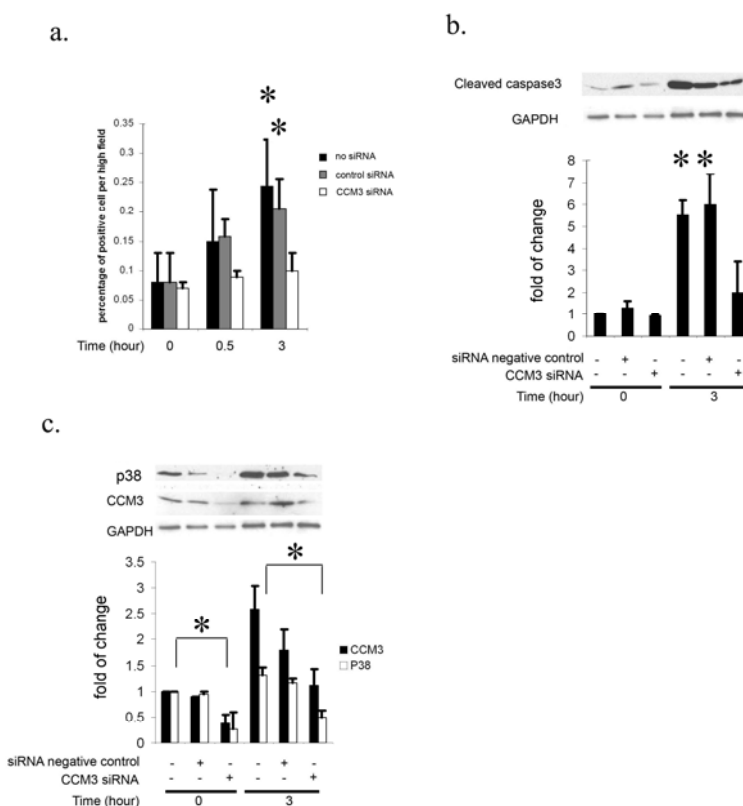 a.
* *
percentage of positive cell per high field
0.35
0.3
0.25
0.2
0.15
0.1
0.05
0
no siRNA
control siRNA
CCM3 siRNA
Time (hour) 0 0.5 3
b.
Cleaved caspase3
GAPDH
* *
fold of change
8
7
6
5
4
3
2
1
0
siRNA negative control - + - - + -
CCM3 siRNA - - + - - +
Time (hour) 0 3
c.
p38
CCM3
GAPDH
* *
fold of change
3.5
3
2.5
2
1.5
1
0.5
0
CCM3
P38
siRNA negative control - + - - + -
CCM3 siRNA - - + - - +
Time (hour) 0 3